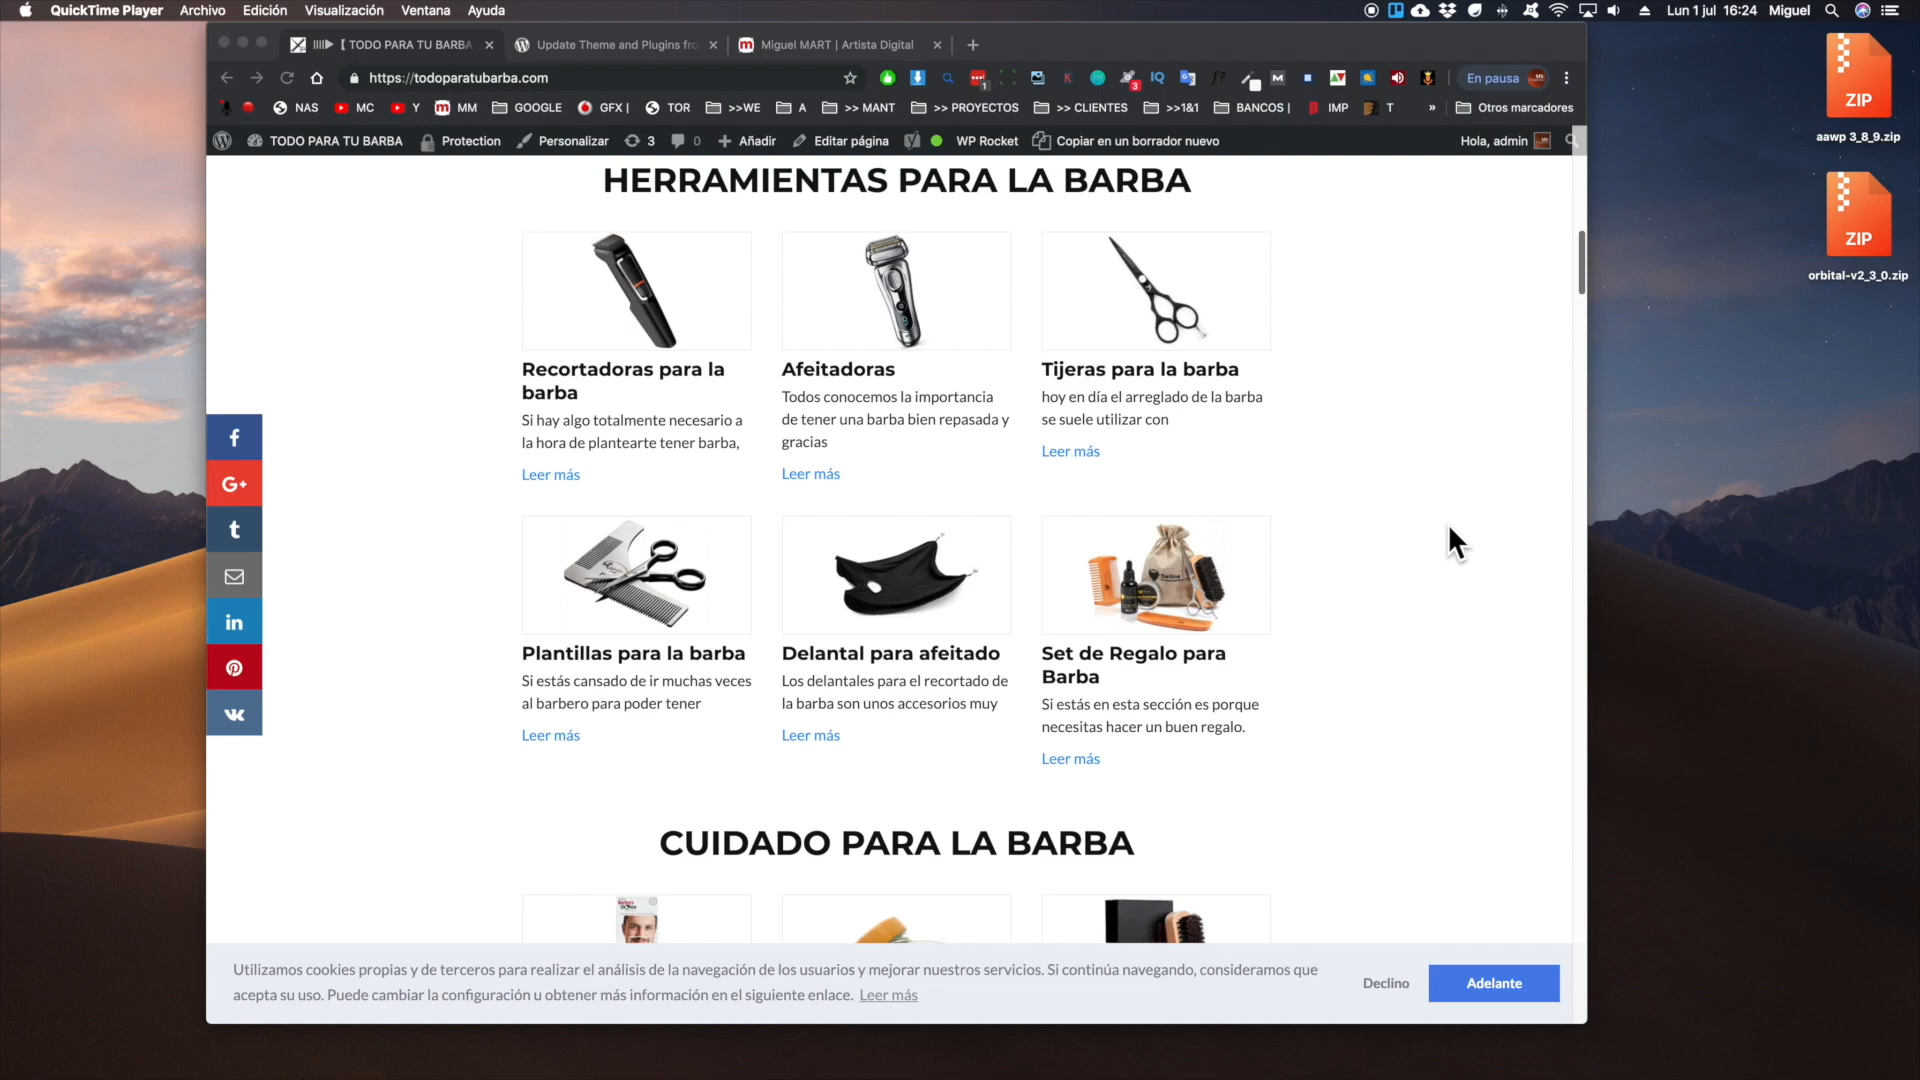 QuickTime Player Archivo Edición Visualización Ventana Ayuda
Lun 1 jul 16:24 Miguel
【 TODO PARA TU BARBA
Update Theme and Plugins fro
Miguel MART | Artista Digital
https://todoparatubarba.com
En pausa
NAS MC Y MM GOOGLE GFX | TOR >>WE A >> MANT >> PROYECTOS >> CLIENTES >>1&1 BANCOS | IMP T » Otros marcadores
TODO PARA TU BARBA Protection Personalizar 3 0 Añadir Editar página WP Rocket Copiar en un borrador nuevo Hola, admin
ZIP
aawp 3_8_9.zip
ZIP
orbital-v2_3_0.zip
HERRAMIENTAS PARA LA BARBA
Recortadoras para la
barba
Si hay algo totalmente necesario a
la hora de plantearte tener barba,
Leer más
Afeitadoras
Todos conocemos la importancia
de tener una barba bien repasada y
gracias
Leer más
Tijeras para la barba
hoy en día el arreglado de la barba
se suele utilizar con
Leer más
Plantillas para la barba
Si estás cansado de ir muchas veces
al barbero para poder tener
Leer más
Delantal para afeitado
Los delantales para el recortado de
la barba son unos accesorios muy
Leer más
Set de Regalo para
Barba
Si estás en esta sección es porque
necesitas hacer un buen regalo.
Leer más
CUIDADO PARA LA BARBA
Utilizamos cookies propias y de terceros para realizar el análisis de la navegación de los usuarios y mejorar nuestros servicios. Si continúa navegando, consideramos que
acepta su uso. Puede cambiar la configuración u obtener más información en el siguiente enlace. Leer más
Declino
Adelante